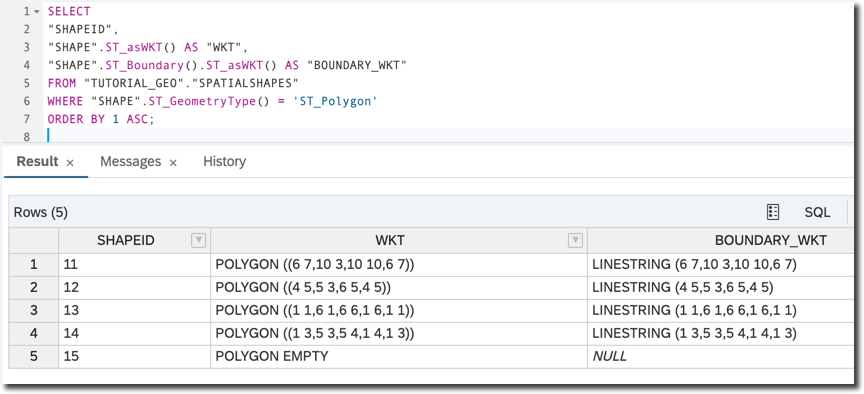 1 SELECT
2 "SHAPEID",
3 "SHAPE".ST_asWKT() AS "WKT",
4 "SHAPE".ST_Boundary().ST_asWKT() AS "BOUNDARY_WKT"
5 FROM "TUTORIAL_GEO"."SPATIALSHAPES"
6 WHERE "SHAPE".ST_GeometryType() = 'ST_Polygon'
7 ORDER BY 1 ASC;
8
Result × Messages × History
Rows (5) SQL
SHAPEID WKT BOUNDARY_WKT
1 11 POLYGON ((6 7,10 3,10 10,6 7)) LINESTRING (6 7,10 3,10 10,6 7)
2 12 POLYGON ((4 5,5 3,6 5,4 5)) LINESTRING (4 5,5 3,6 5,4 5)
3 13 POLYGON ((1 1,6 1,6 6,1 6,1 1)) LINESTRING (1 1,6 1,6 6,1 6,1 1)
4 14 POLYGON ((1 3,5 3,5 4,1 4,1 3)) LINESTRING (1 3,5 3,5 4,1 4,1 3)
5 15 POLYGON EMPTY NULL